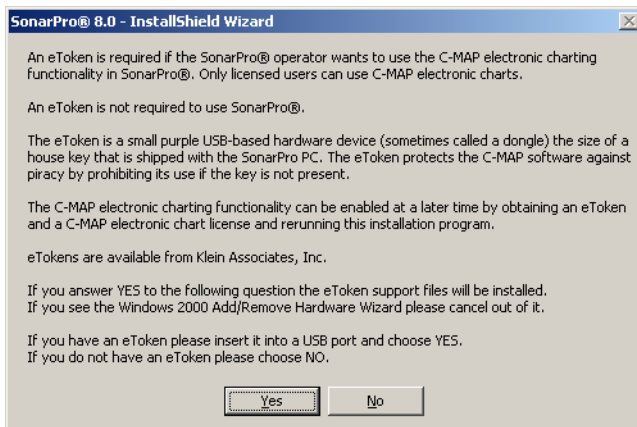 SonarPro® 8.0 - InstallShield Wizard
An eToken is required if the SonarPro® operator wants to use the C-MAP electronic charting
functionality in SonarPro®. Only licensed users can use C-MAP electronic charts.
An eToken is not required to use SonarPro®.
The eToken is a small purple USB-based hardware device (sometimes called a dongle) the size of a
house key that is shipped with the SonarPro PC. The eToken protects the C-MAP software against
piracy by prohibiting its use if the key is not present.
The C-MAP electronic charting functionality can be enabled at a later time by obtaining an eToken
and a C-MAP electronic chart license and rerunning this installation program.
eTokens are available from Klein Associates, Inc.
If you answer YES to the following question the eToken support files will be installed.
If you see the Windows 2000 Add/Remove Hardware Wizard please cancel out of it.
If you have an eToken please insert it into a USB port and choose YES.
If you do not have an eToken please choose NO.
Yes No